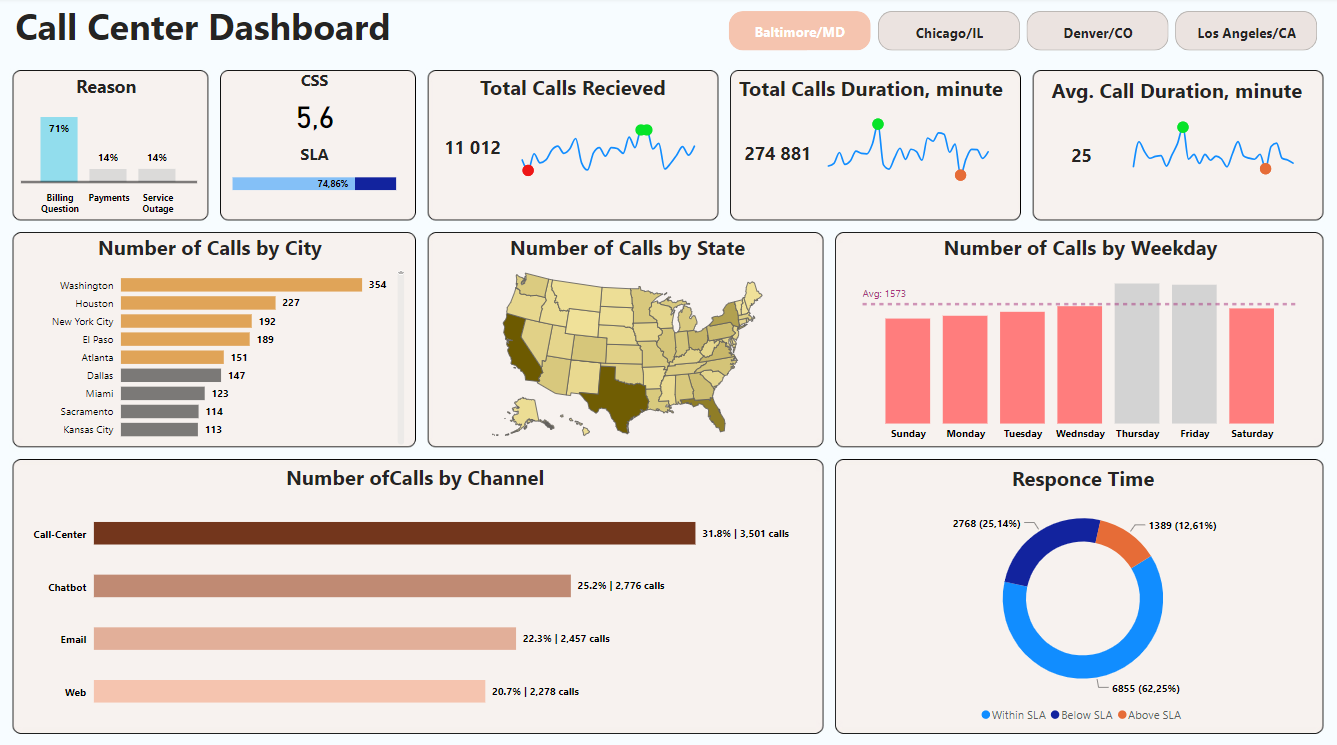 Call Center Dashboard
Baltimore/MD
Chicago/IL
Denver/CO
Los Angeles/CA
Reason
71%
14%
14%
Billing
Question
Payments
Service
Outage
CSS
5,6
SLA
74,86%
Total Calls Recieved
11 012
Total Calls Duration, minute
274 881
Avg. Call Duration, minute
25
Number of Calls by City
Washington 354
Houston 227
New York City 192
El Paso 189
Atlanta 151
Dallas 147
Miami 123
Sacramento 114
Kansas City 113
Number of Calls by State
Number of Calls by Weekday
Avg: 1573
Sunday Monday Tuesday Wednsday Thursday Friday Saturday
Number ofCalls by Channel
Call-Center 31.8% | 3,501 calls
Chatbot 25.2% | 2,776 calls
Email 22.3% | 2,457 calls
Web 20.7% | 2,278 calls
Responce Time
2768 (25,14%)
1389 (12,61%)
6855 (62,25%)
Within SLA Below SLA Above SLA